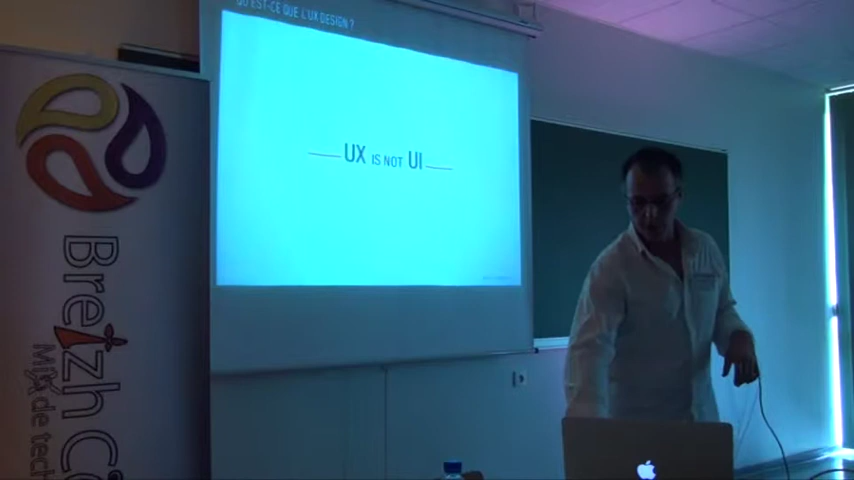 QU'EST-CE QUE L'UX DESIGN ?
UX IS NOT UI
Breizh C
Mix de tech